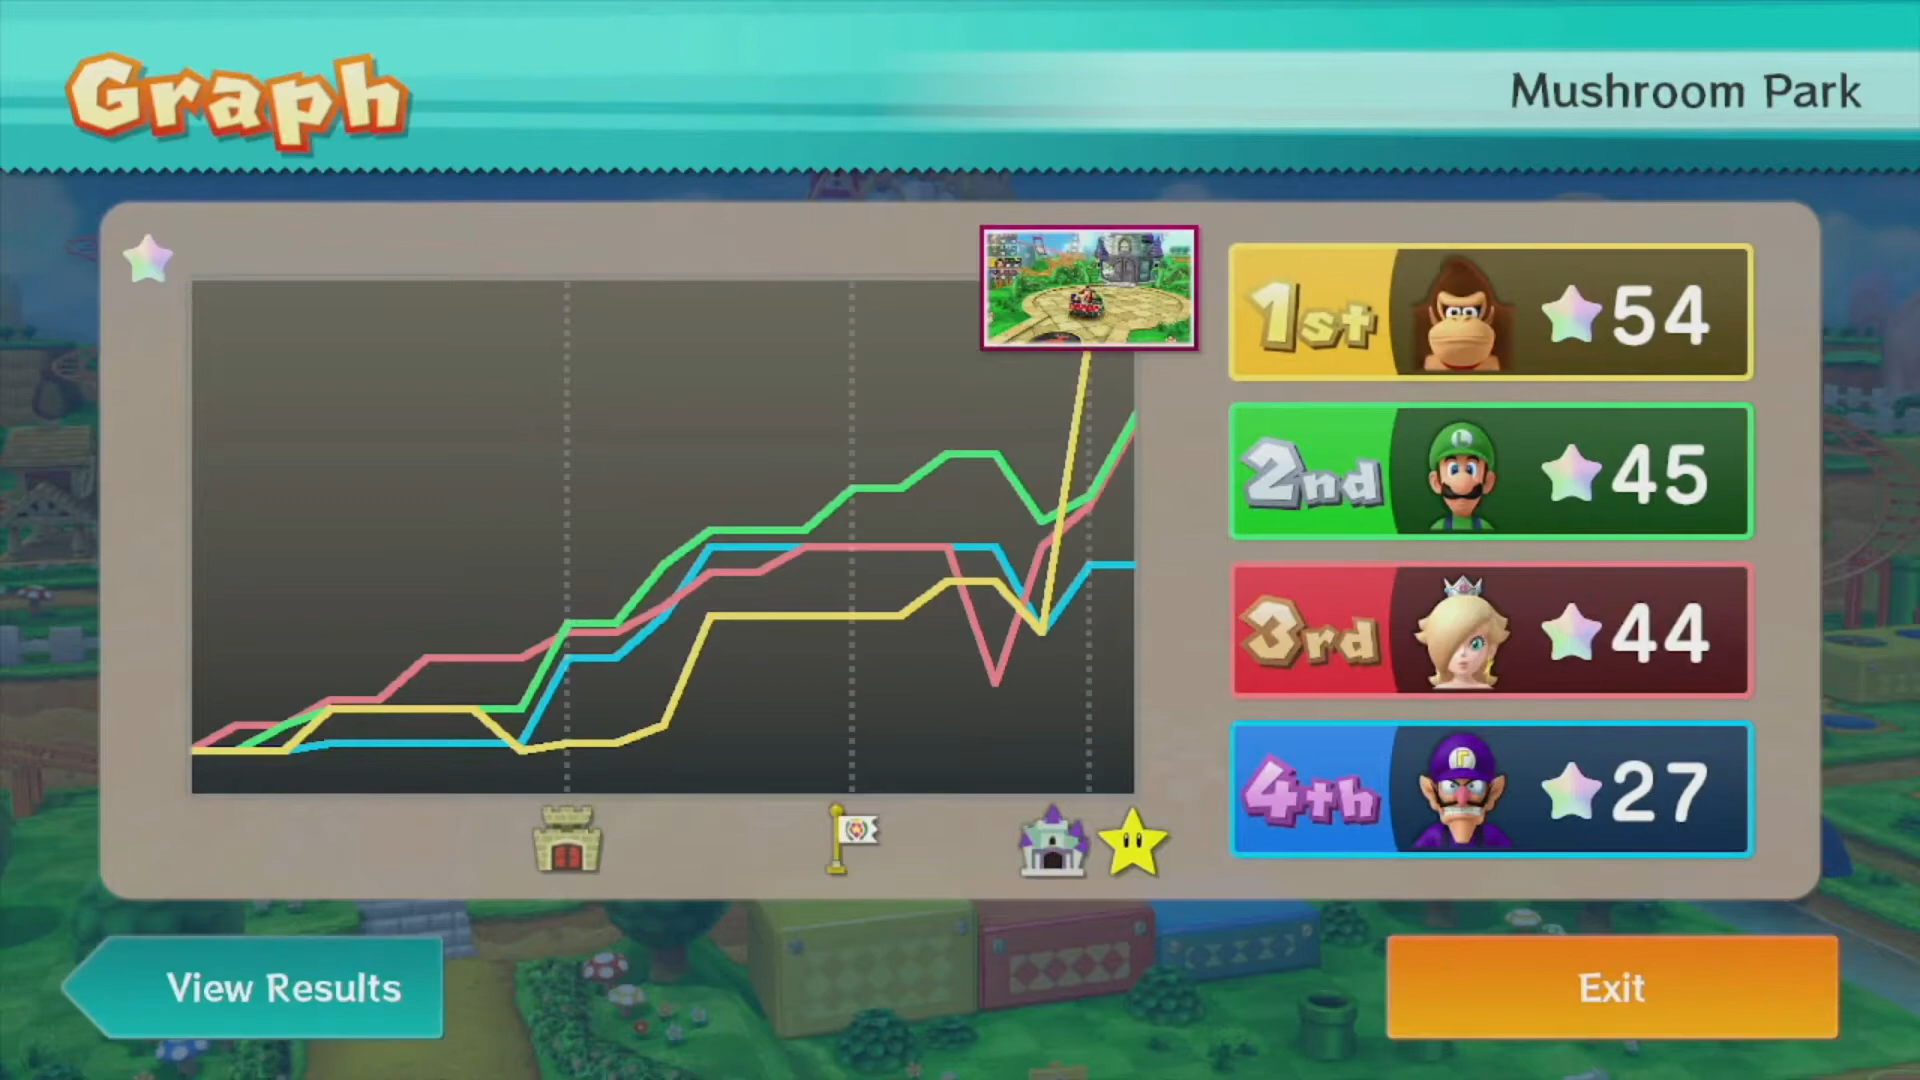 Graph
Mushroom Park
1st 54
2nd 45
3rd 44
4th 27
View Results
Exit